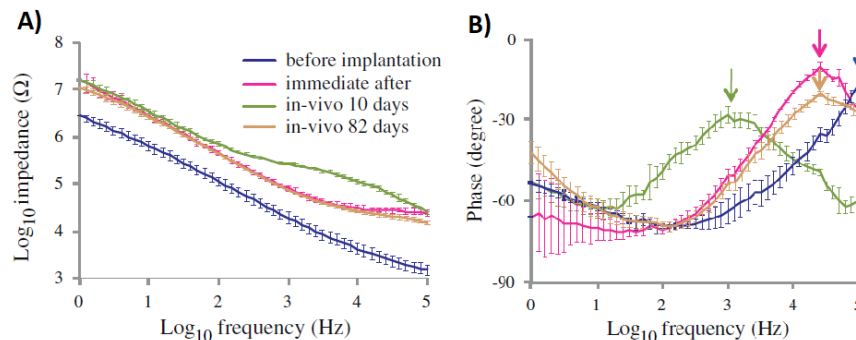 A)
8
7
6
5
4
3
Log10 impedance (Ω)
before implantation
immediate after
in-vivo 10 days
in-vivo 82 days
0
1
2
3
4
5
Log10 frequency (Hz)
B)
0
-30
-60
-90
Phase (degree)
0
1
2
3
4
5
Log10 frequency (Hz)